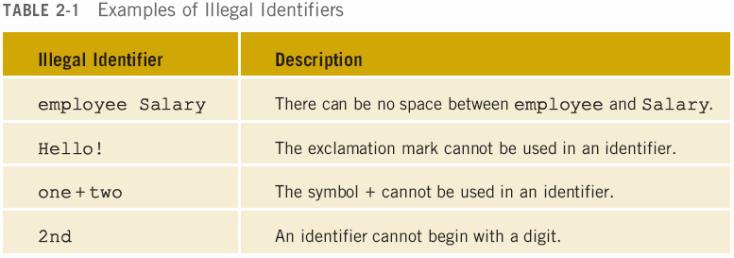 TABLE 2-1 Examples of Illegal Identifiers
Illegal Identifier Description
employee Salary There can be no space between employee and Salary.
Hello! The exclamation mark cannot be used in an identifier.
one+two The symbol + cannot be used in an identifier.
2nd An identifier cannot begin with a digit.